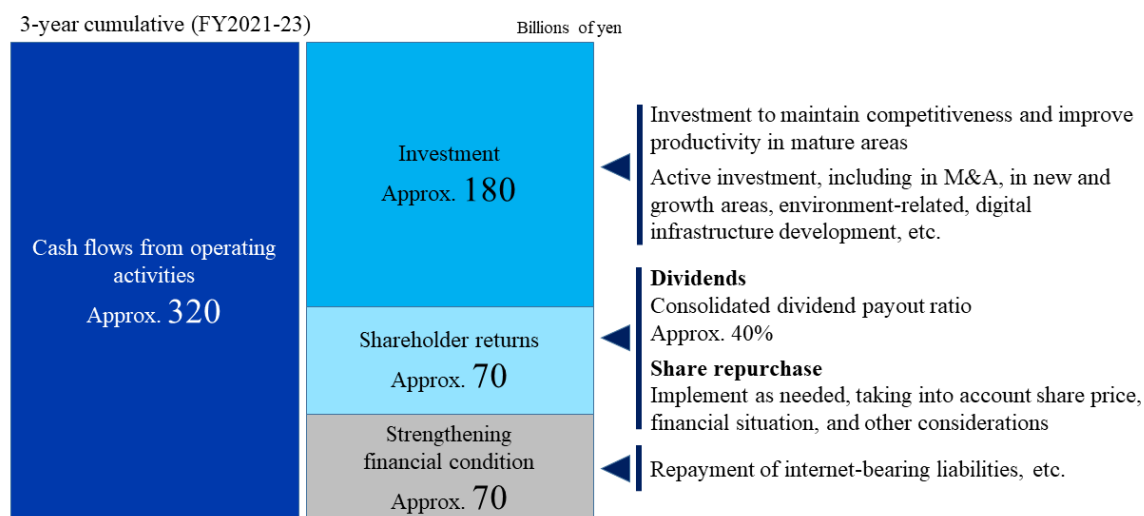 3-year cumulative (FY2021-23)
Billions of yen
Cash flows from operating
activities
Approx. 320
Investment
Approx. 180
Shareholder returns
Approx. 70
Strengthening
financial condition
Approx. 70
Investment to maintain competitiveness and improve
productivity in mature areas
Active investment, including in M&A, in new and
growth areas, environment-related, digital
infrastructure development, etc.
Dividends
Consolidated dividend payout ratio
Approx. 40%
Share repurchase
Implement as needed, taking into account share price,
financial situation, and other considerations
Repayment of internet-bearing liabilities, etc.